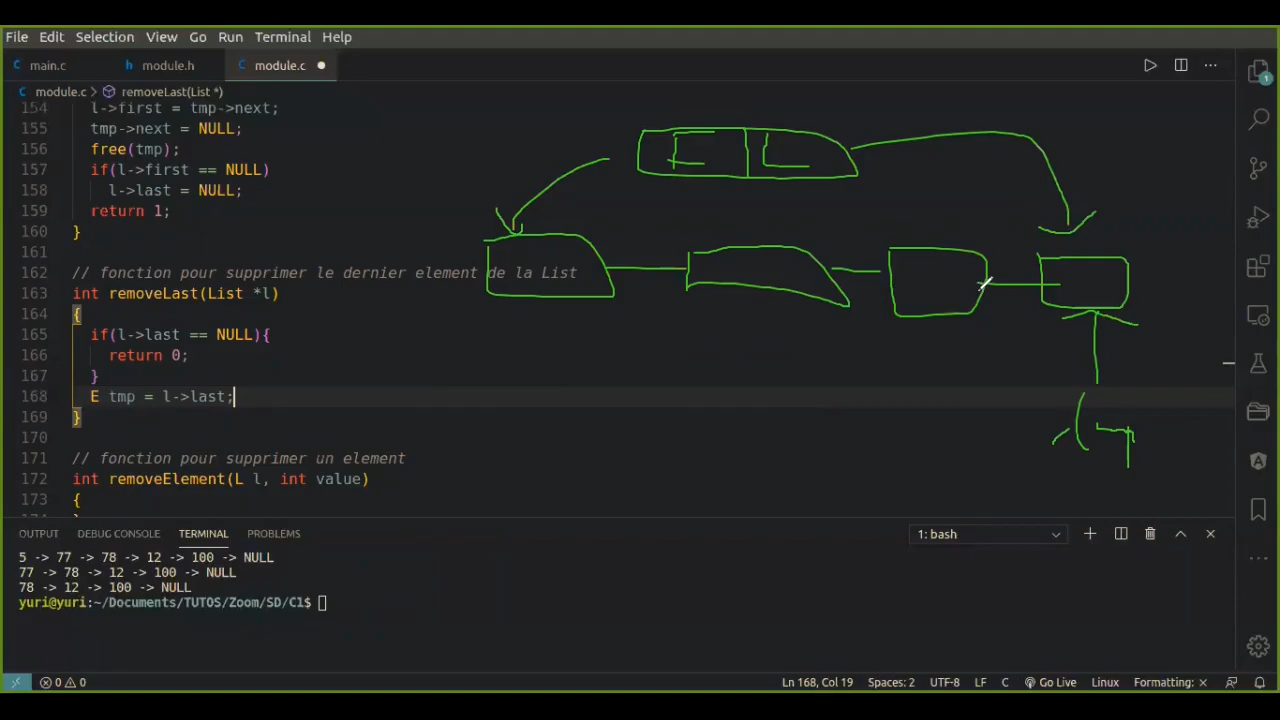 File Edit Selection View Go Run Terminal Help
main.c module.h module.c
module.c > removeLast(List *)
154 l->first = tmp->next;
155 tmp->next = NULL;
156 free(tmp);
157 if(l->first == NULL)
158 l->last = NULL;
159 return 1;
160 }
161
162 // fonction pour supprimer le dernier element de la List
163 int removeLast(List *l)
164 {
165 if(l->last == NULL){
166 return 0;
167 }
168 E tmp = l->last;
169 }
170
171 // fonction pour supprimer un element
172 int removeElement(L l, int value)
173 {
OUTPUT DEBUG CONSOLE TERMINAL PROBLEMS 1: bash
5 -> 77 -> 78 -> 12 -> 100 -> NULL
77 -> 78 -> 12 -> 100 -> NULL
78 -> 12 -> 100 -> NULL
yuri@yuri:~/Documents/TUTOS/Zoom/SD/C1$
0 0 Ln 168, Col 19 Spaces: 2 UTF-8 LF C Go Live Linux Formatting: ×